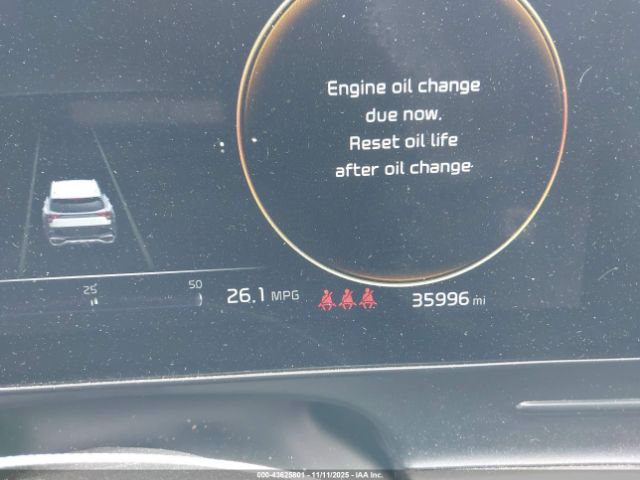 Engine oil change
due now.
Reset oil life
after oil change
25
50
26.1 MPG
35996 mi
000-43625801 - 11/11/2025 - IAA Inc.